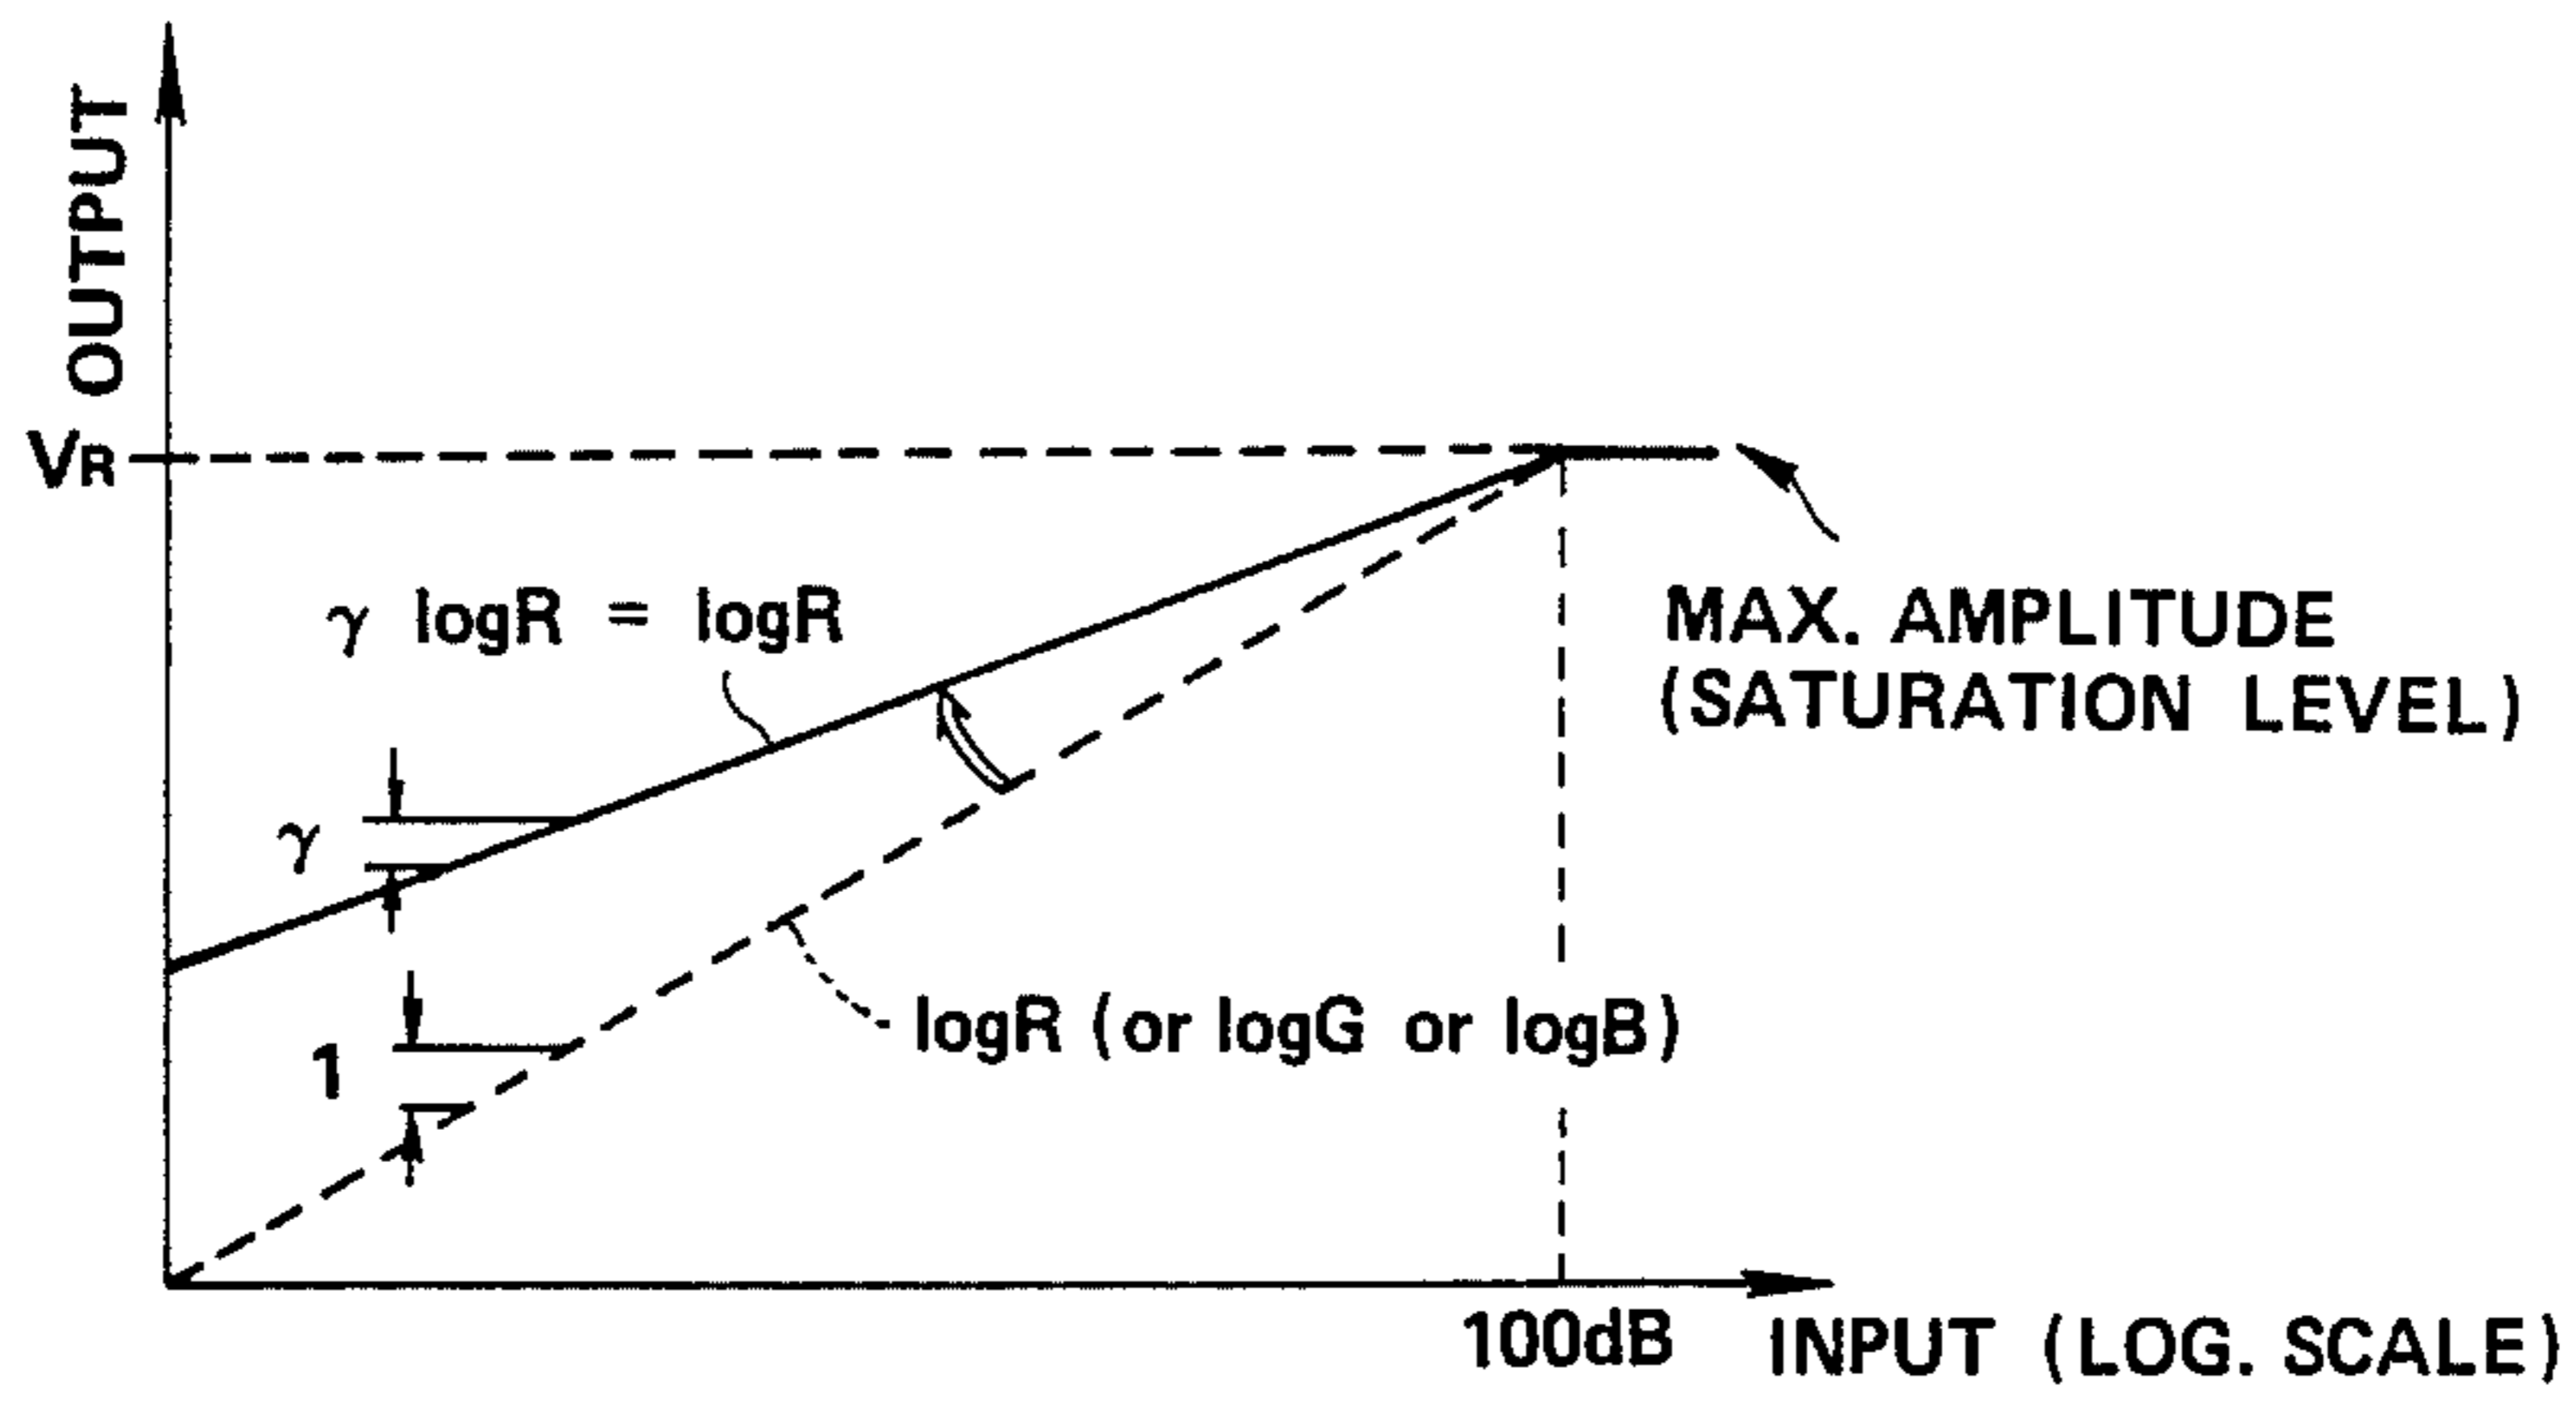 OUTPUT
VR
γ logR = logR
MAX. AMPLITUDE
(SATURATION LEVEL)
γ
logR (or logG or logB)
1
100dB
INPUT (LOG. SCALE)